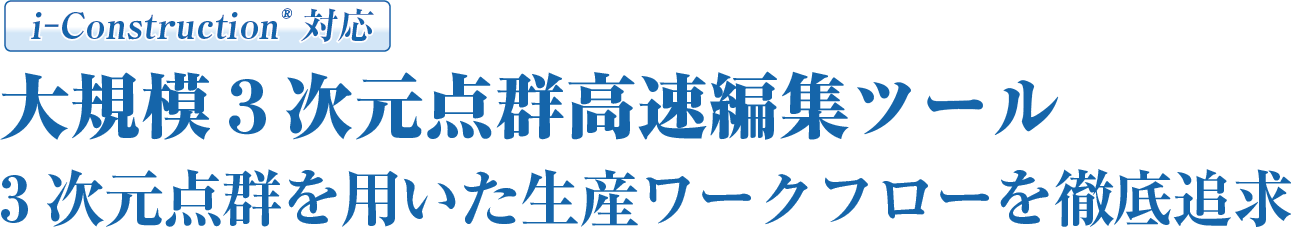 i-Construction® 対応
大規模3次元点群高速編集ツール
3次元点群を用いた生産ワークフローを徹底追求